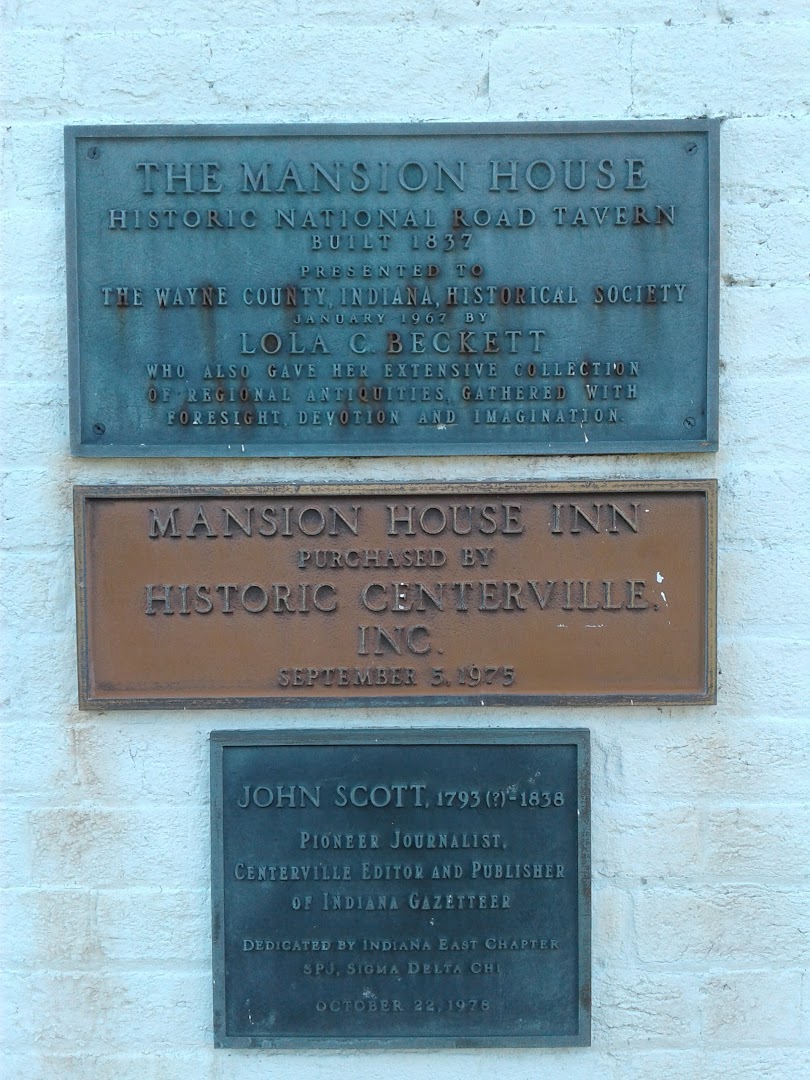 THE MANSION HOUSE
HISTORIC NATIONAL ROAD TAVERN
BUILT 1837
PRESENTED TO
THE WAYNE COUNTY, INDIANA, HISTORICAL SOCIETY
JANUARY 1967 BY
LOLA C. BECKETT
WHO ALSO GAVE HER EXTENSIVE COLLECTION
OF REGIONAL ANTIQUITIES, GATHERED WITH
FORESIGHT, DEVOTION AND IMAGINATION.
MANSION HOUSE INN
PURCHASED BY
HISTORIC CENTERVILLE,
INC.
SEPTEMBER 5, 1975
JOHN SCOTT, 1793 (?)-1838
PIONEER JOURNALIST,
CENTERVILLE EDITOR AND PUBLISHER
OF INDIANA GAZETTEER
DEDICATED BY INDIANA EAST CHAPTER
SPJ, SIGMA DELTA CHI
OCTOBER 22, 1978